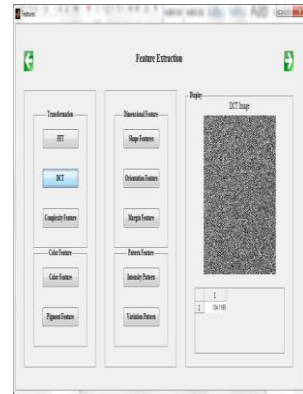 Features
Feature Extraction
Transformation
FFT
DCT
Complexity Feature
Color Feature
Color Feature
Pigment Feature
Dimensional Feature
Shape Features
Orientation Feature
Margin Feature
Pattern Feature
Intensity Pattern
Variation Pattern
Display
DCT Image
1
1